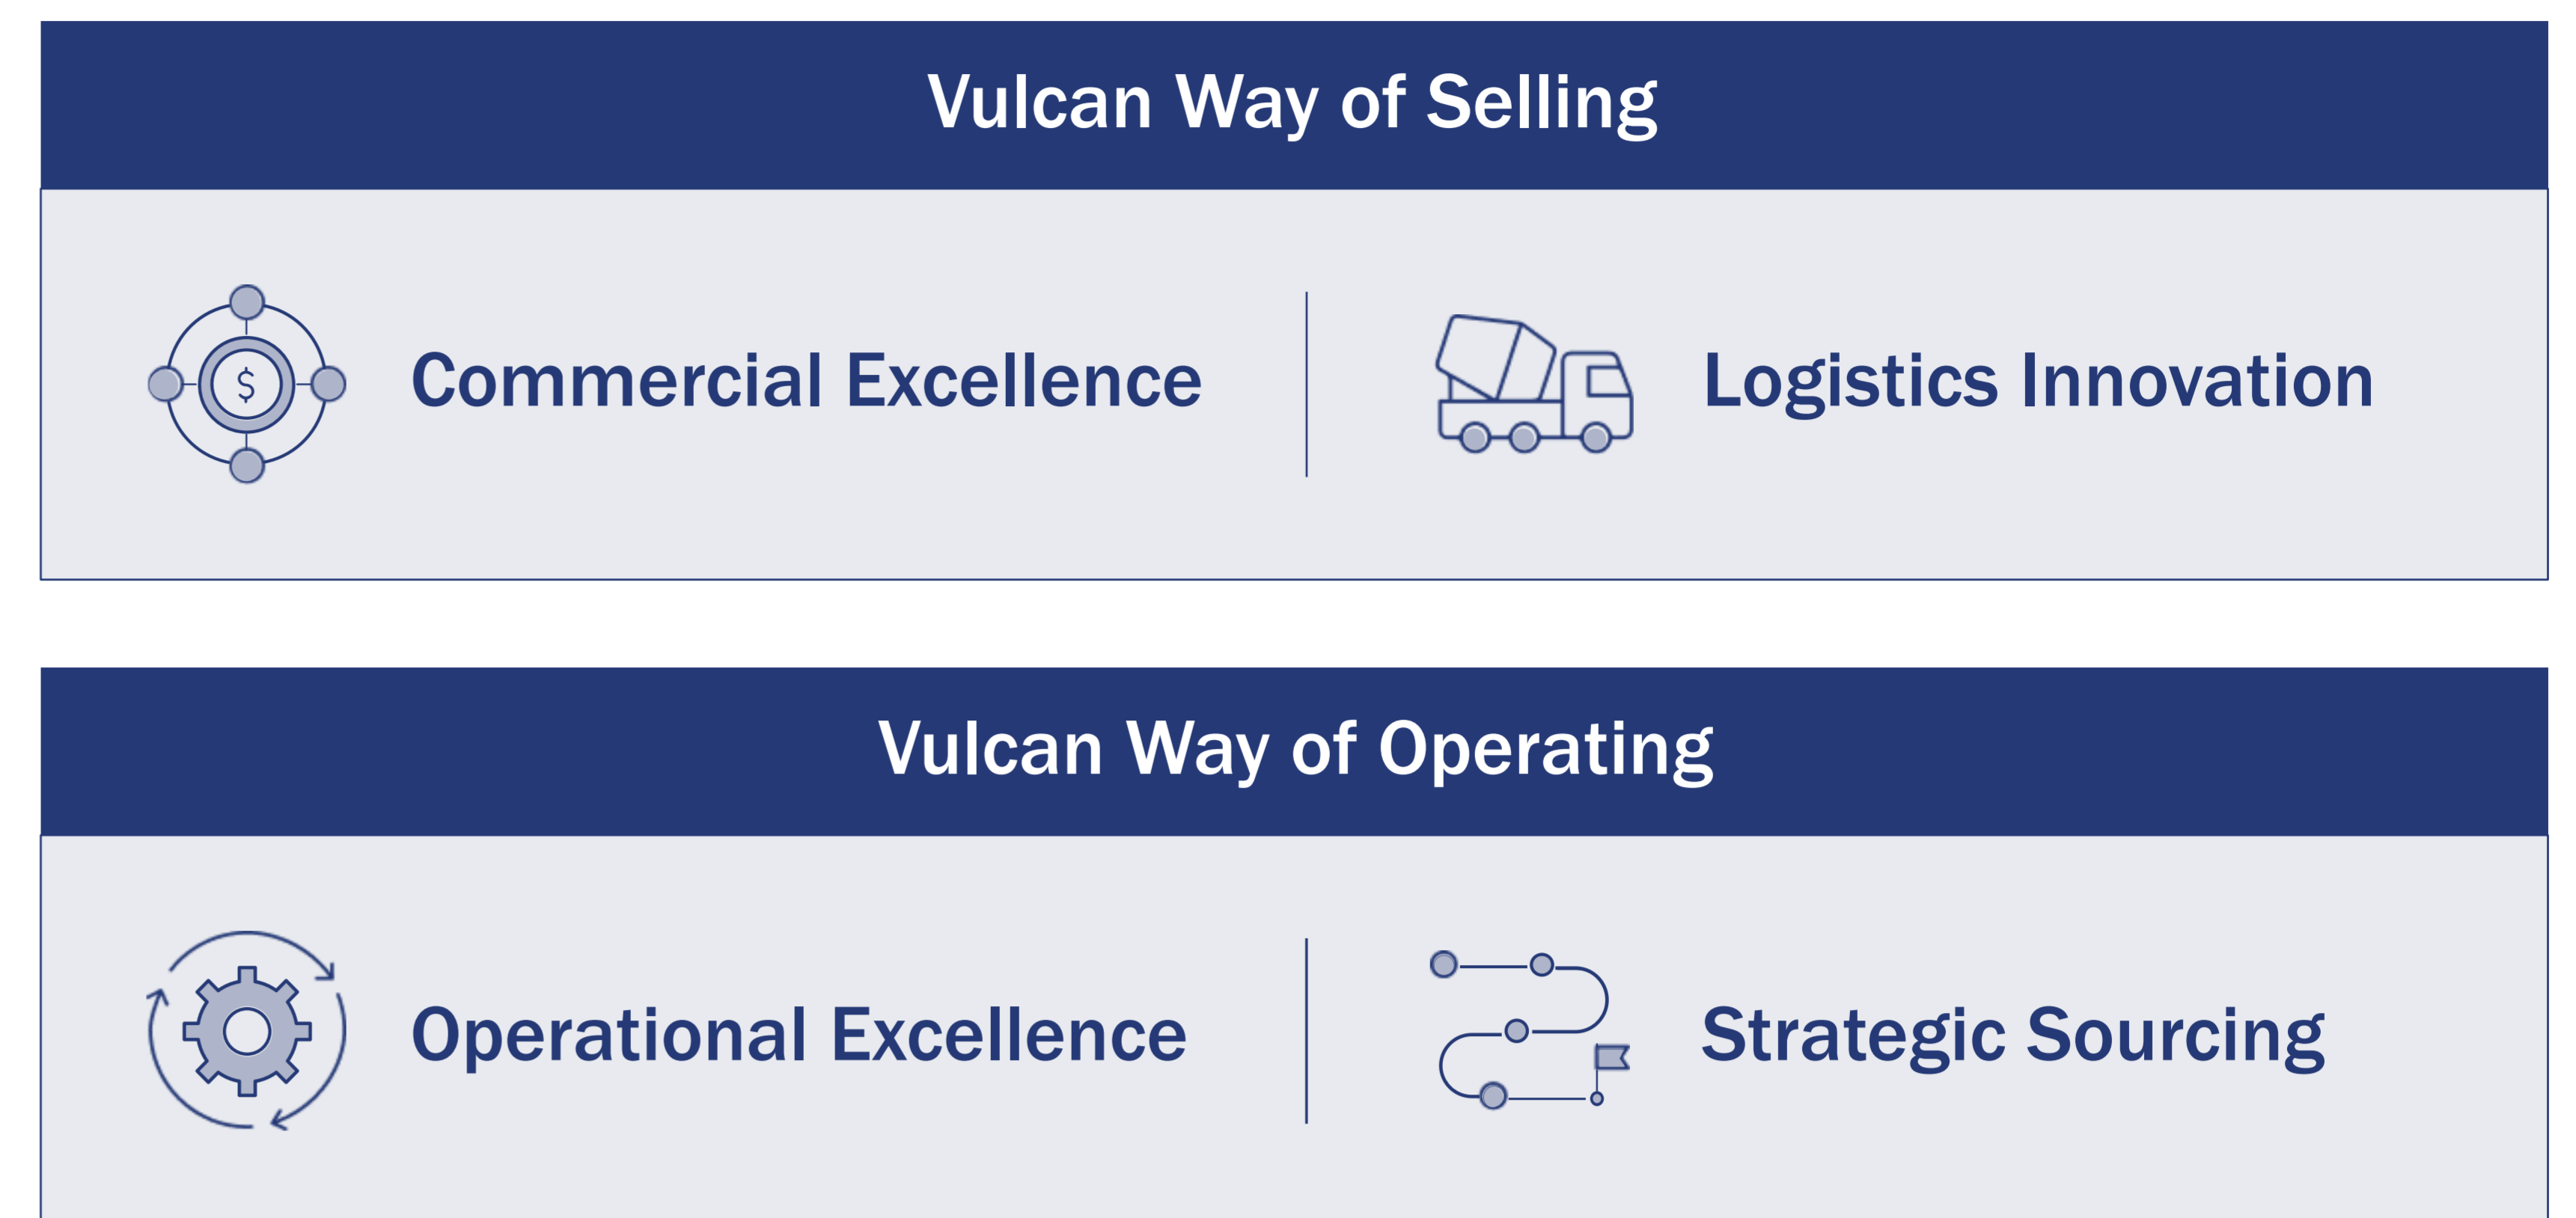 Vulcan Way of Selling
$
Commercial Excellence
Logistics Innovation
Vulcan Way of Operating
Operational Excellence
Strategic Sourcing